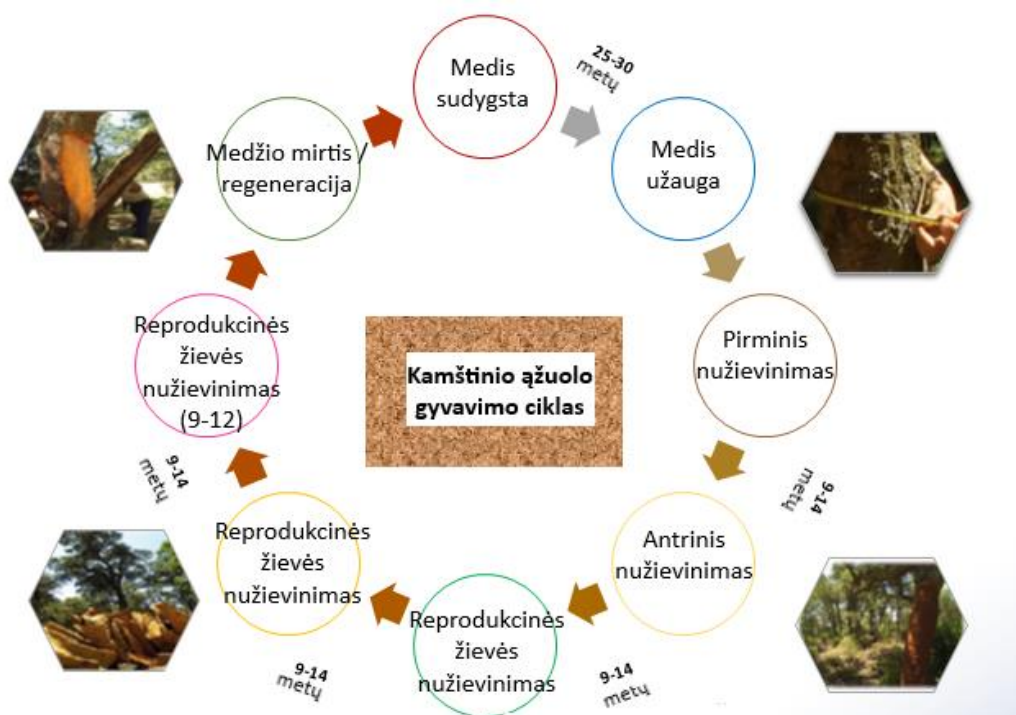 Medis
sudygsta
25-30
metų
Medis
užauga
Pirminis
nužievinimas
9-14
metų
Antrinis
nužievinimas
9-14
metų
Reprodukcinės
žievės
nužievinimas
9-14
metų
Reprodukcinės
žievės
nužievinimas
9-14
metų
Reprodukcinės
žievės
nužievinimas
(9-12)
Medžio mirtis /
regeneracija
Kamštinio ąžuolo
gyvavimo ciklas